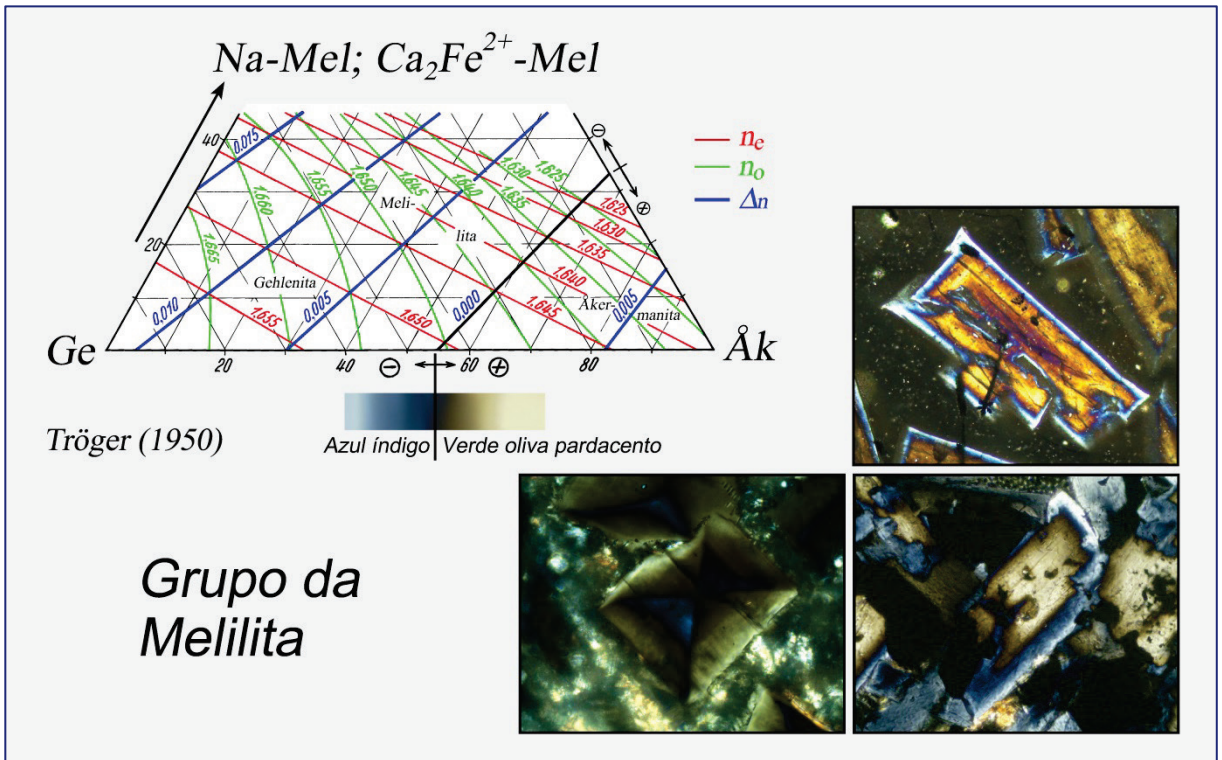 Na-Mel; Ca₂Fe²⁺-Mel
40
20
0.015
0.010
0.005
0.000
0.005
1.665
1.660
1.655
1.650
1.645
1.640
1.635
1.630
1.625
1.655
1.650
1.645
1.640
1.635
1.630
1.625
Meli-
lita
Gehlenita
Åker-
manita
⊖
⊕
Ge
Åk
20
40
60
80
⊖ ⊕
nₑ
nₒ
Δn
Azul índigo Verde oliva pardacento
Tröger (1950)
Grupo da
Melilita